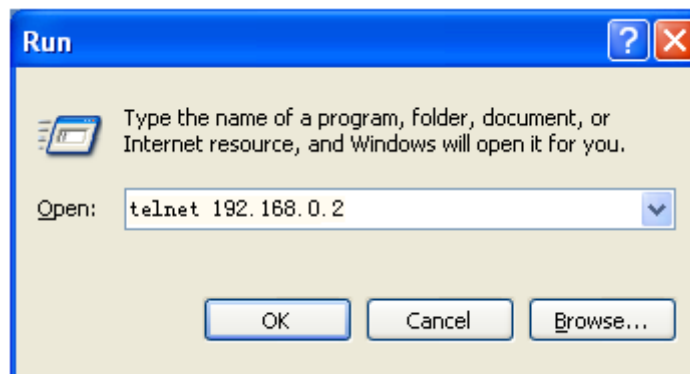 Run
Type the name of a program, folder, document, or
Internet resource, and Windows will open it for you.
Open: telnet 192.168.0.2
OK Cancel Browse...